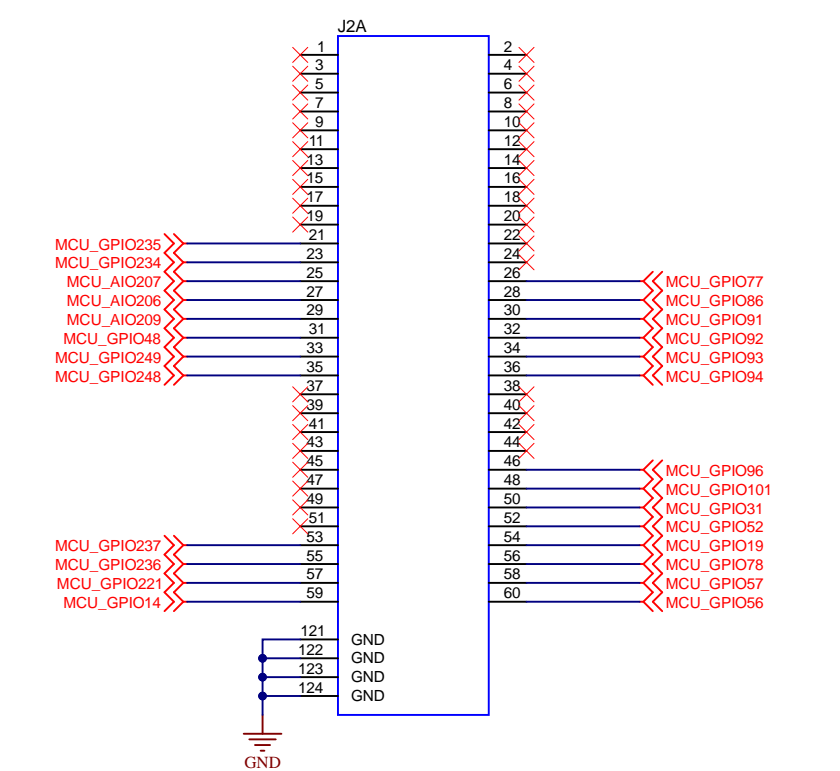 J2A
1 2
3 4
5 6
7 8
9 10
11 12
13 14
15 16
17 18
19 20
MCU_GPIO235 21 22
MCU_GPIO234 23 24
MCU_AIO207 25 26 MCU_GPIO77
MCU_AIO206 27 28 MCU_GPIO86
MCU_AIO209 29 30 MCU_GPIO91
MCU_GPIO48 31 32 MCU_GPIO92
MCU_GPIO249 33 34 MCU_GPIO93
MCU_GPIO248 35 36 MCU_GPIO94
37 38
39 40
41 42
43 44
45 46 MCU_GPIO96
47 48 MCU_GPIO101
49 50 MCU_GPIO31
51 52 MCU_GPIO52
MCU_GPIO237 53 54 MCU_GPIO19
MCU_GPIO236 55 56 MCU_GPIO78
MCU_GPIO221 57 58 MCU_GPIO57
MCU_GPIO14 59 60 MCU_GPIO56
121 GND
122 GND
123 GND
124 GND
GND